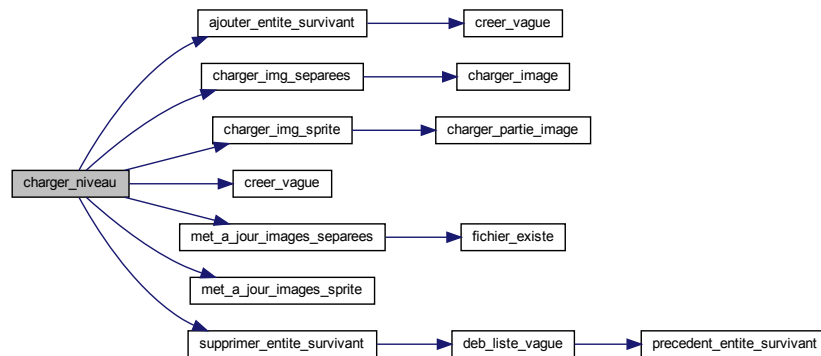 ajouter_entite_survivant
creer_vague
charger_img_separees
charger_image
charger_img_sprite
charger_partie_image
charger_niveau
creer_vague
met_a_jour_images_separees
fichier_existe
met_a_jour_images_sprite
supprimer_entite_survivant
deb_liste_vague
precedent_entite_survivant